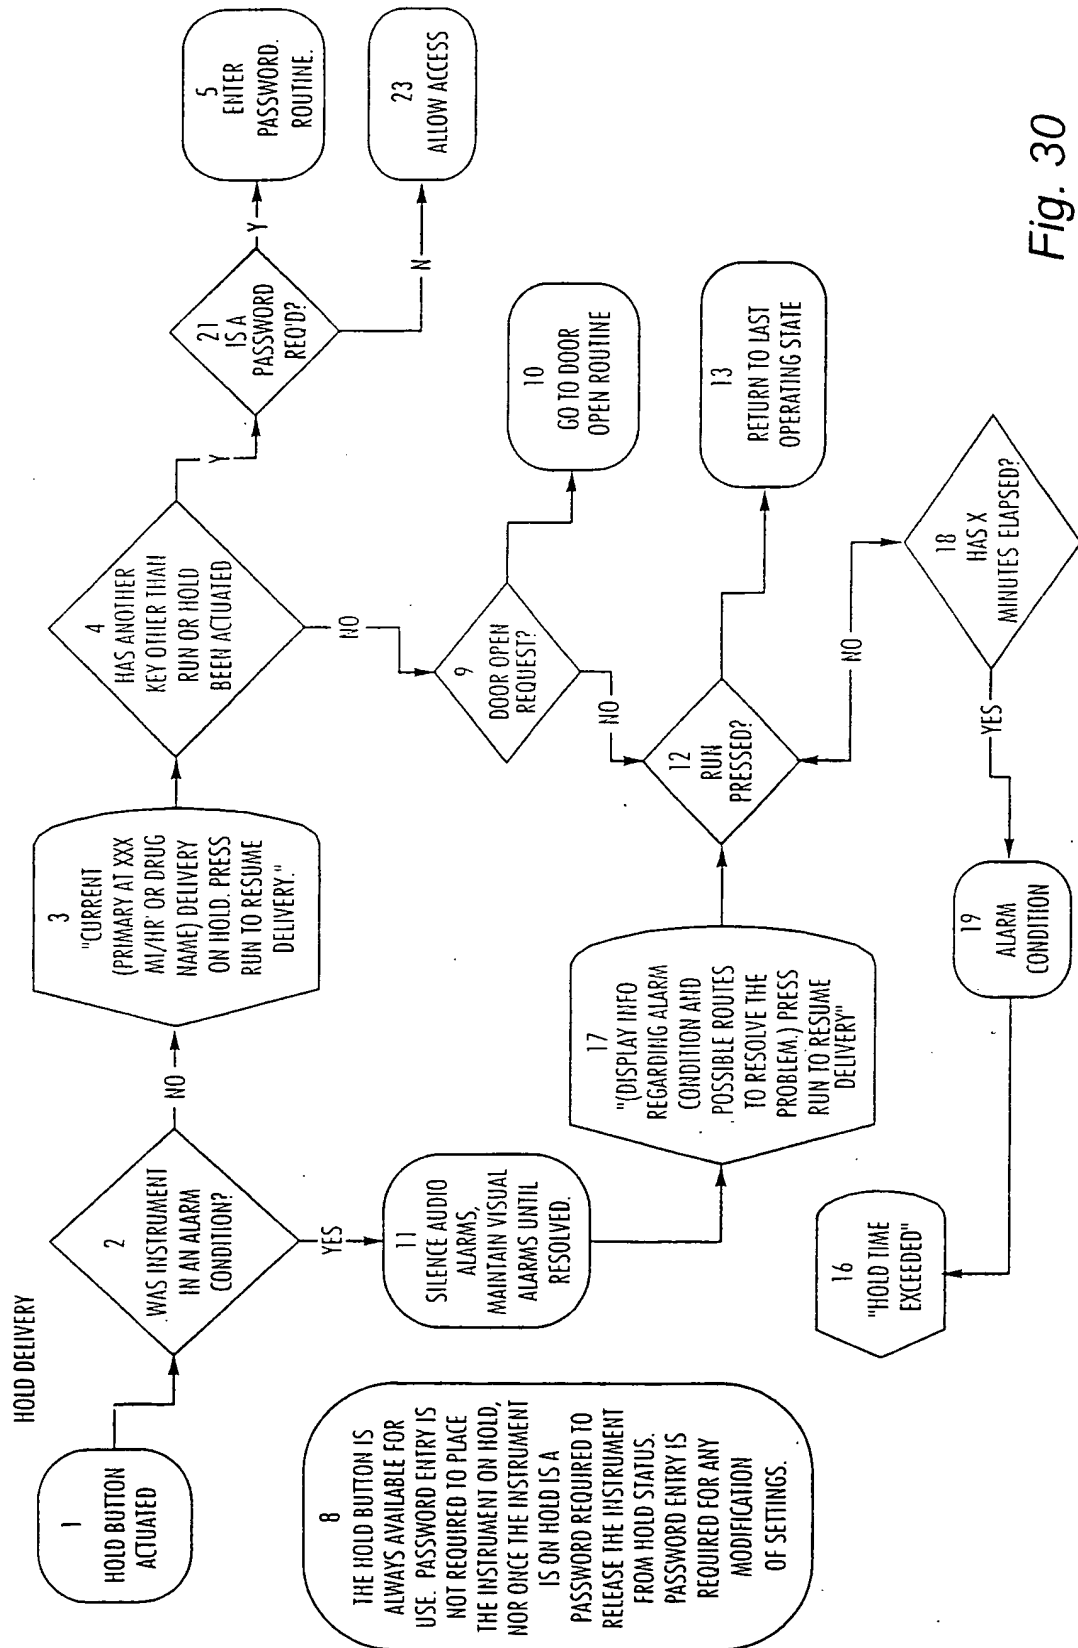 HOLD DELIVERY
1
HOLD BUTTON
ACTUATED
2
WAS INSTRUMENT
IN AN ALARM
CONDITION?
NO
YES
3
"CURRENT
(PRIMARY AT XXX
MI/HR' OR DRUG
NAME) DELIVERY
ON HOLD. PRESS
RUN TO RESUME
DELIVERY."
4
HAS ANOTHER
KEY OTHER THAN
RUN OR HOLD
BEEN ACTUATED
Y
NO
21
IS A
PASSWORD
REQ'D?
Y
N
5
ENTER
PASSWORD.
ROUTINE.
23
ALLOW ACCESS
9
DOOR OPEN
REQUEST?
NO
10
GO TO DOOR
OPEN ROUTINE
11
SILENCE AUDIO
ALARMS,
MAINTAIN VISUAL
ALARMS UNTIL
RESOLVED.
17
"(DISPLAY INFO
REGARDING ALARM
CONDITION AND
POSSIBLE ROUTES
TO RESOLVE THE
PROBLEM.) PRESS
RUN TO RESUME
DELIVERY"
12
RUN
PRESSED?
NO
13
RETURN TO LAST
OPERATING STATE
18
HAS X
MINUTES ELAPSED?
YES
19
ALARM
CONDITION
16
"HOLD TIME
EXCEEDED"
8
THE HOLD BUTTON IS
ALWAYS AVAILABLE FOR
USE. PASSWORD ENTRY IS
NOT REQUIRED TO PLACE
THE INSTRUMENT ON HOLD,
NOR ONCE THE INSTRUMENT
IS ON HOLD IS A
PASSWORD REQUIRED TO
RELEASE THE INSTRUMENT
FROM HOLD STATUS.
PASSWORD ENTRY IS
REQUIRED FOR ANY
MODIFICATION
OF SETTINGS.
Fig. 30